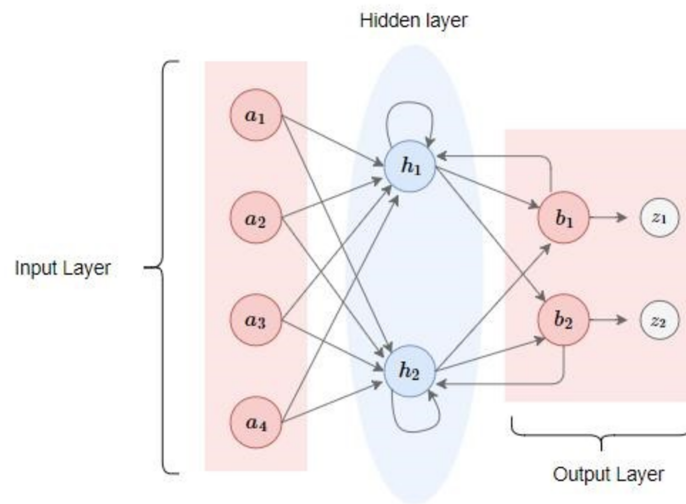 Hidden layer
a₁
h₁
a₂
b₁
z₁
Input Layer
a₃
b₂
z₂
h₂
a₄
Output Layer